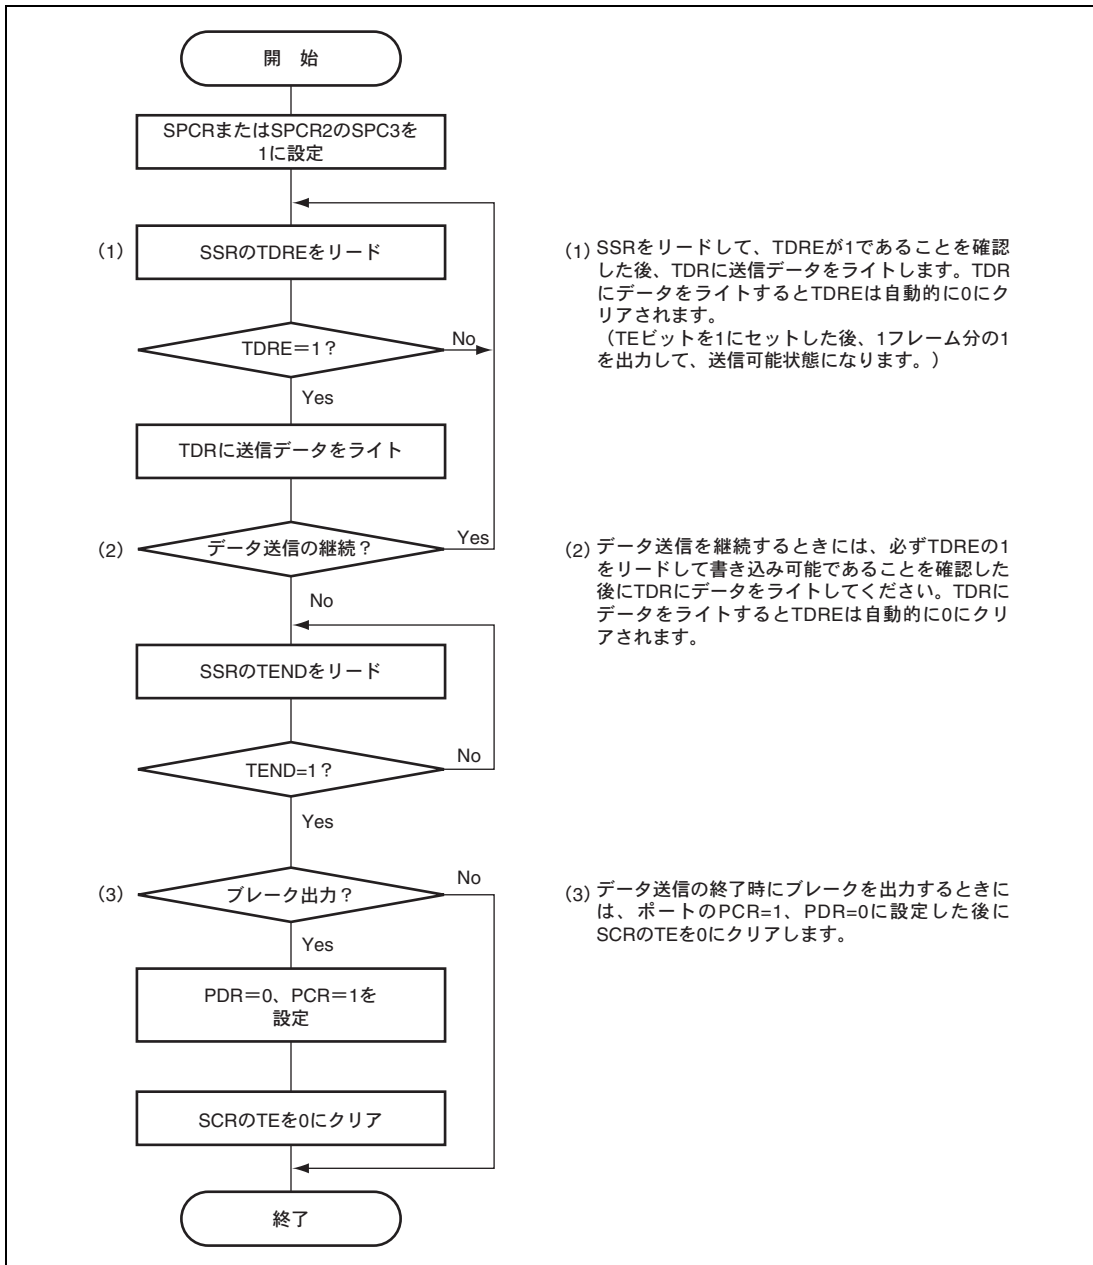 開　始
SPCRまたはSPCR2のSPC3を
1に設定
(1)
SSRのTDREをリード
TDRE＝1？
No
Yes
TDRに送信データをライト
(2)
データ送信の継続？
Yes
No
SSRのTENDをリード
TEND=1？
No
Yes
(3)
ブレーク出力？
No
Yes
PDR＝0、PCR＝1を
設定
SCRのTEを0にクリア
終了
(1) SSRをリードして、TDREが1であることを確認
した後、TDRに送信データをライトします。TDR
にデータをライトするとTDREは自動的に0にク
リアされます。
（TEビットを1にセットした後、1フレーム分の1
を出力して、送信可能状態になります。）
(2) データ送信を継続するときには、必ずTDREの1
をリードして書き込み可能であることを確認した
後にTDRにデータをライトしてください。TDRに
データをライトするとTDREは自動的に0にクリ
アされます。
(3) データ送信の終了時にブレークを出力するときに
は、ポートのPCR=1、PDR=0に設定した後に
SCRのTEを0にクリアします。